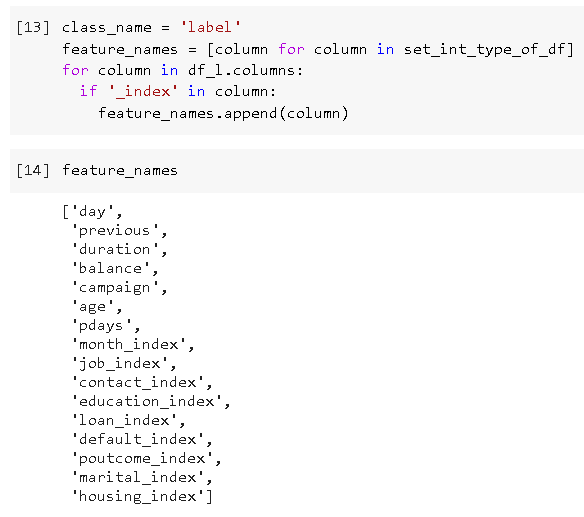 [13] class_name = 'label'
feature_names = [column for column in set_int_type_of_df]
for column in df_l.columns:
if '_index' in column:
feature_names.append(column)
[14] feature_names
['day',
'previous',
'duration',
'balance',
'campaign',
'age',
'pdays',
'month_index',
'job_index',
'contact_index',
'education_index',
'loan_index',
'default_index',
'poutcome_index',
'marital_index',
'housing_index']